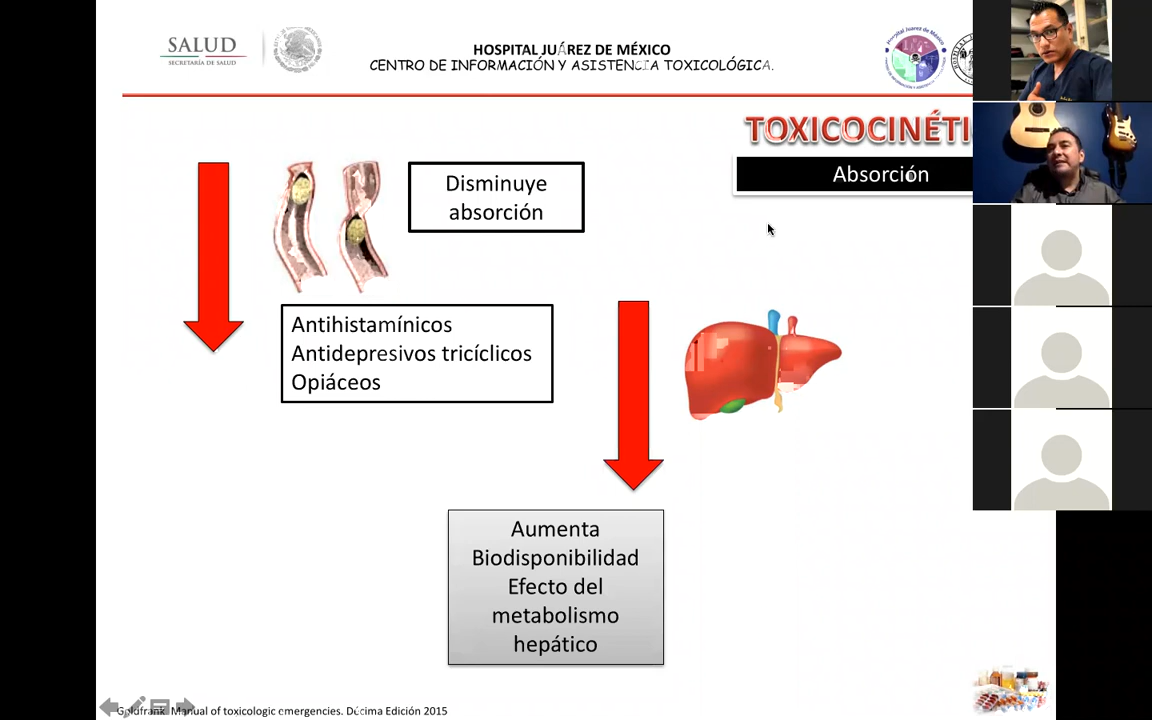 SALUD
SECRETARÍA DE SALUD
HOSPITAL JUÁREZ DE MÉXICO
CENTRO DE INFORMACIÓN Y ASISTENCIA TOXICOLÓGICA.
TOXICOCINÉTI
Absorción
Disminuye
absorción
Antihistamínicos
Antidepresivos tricíclicos
Opiáceos
Aumenta
Biodisponibilidad
Efecto del
metabolismo
hepático
Goldfrank. Manual of toxicologic emergencies. Décima Edición 2015